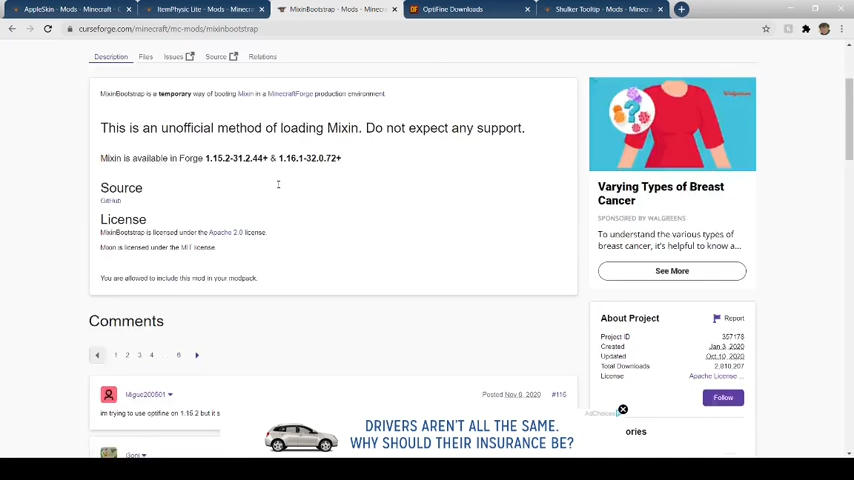 AppleSkin - Mods - Minecraft - C
ItemPhysic Lite - Mods - Minecraf
MixinBootstrap - Mods - Minecr
OptiFine Downloads
Shulker Tooltip - Mods - Minecraf
curseforge.com/minecraft/mc-mods/mixinbootstrap
Description Files Issues Source Relations
MixinBootstrap is a temporary way of booting Mixin in a MinecraftForge production environment.
This is an unofficial method of loading Mixin. Do not expect any support.
Mixin is available in Forge 1.15.2-31.2.44+ & 1.16.1-32.0.72+
Source
GitHub
License
MixinBootstrap is licensed under the Apache 2.0 license.
Mixin is licensed under the MIT license.
You are allowed to include this mod in your modpack.
Walgreens
Varying Types of Breast
Cancer
SPONSORED BY WALGREENS
To understand the various types of
breast cancer, it's helpful to know a...
See More
Comments
1 2 3 4 ... 6
Migue200501
Posted Nov 6, 2020 #116
im trying to use optifine on 1.15.2 but it s
Goni
About Project
Report
Project ID 357178
Created Jan 3, 2020
Updated Oct 10, 2020
Total Downloads 2,810,207
License Apache License ...
Follow
AdChoices
ories
DRIVERS AREN'T ALL THE SAME.
WHY SHOULD THEIR INSURANCE BE?